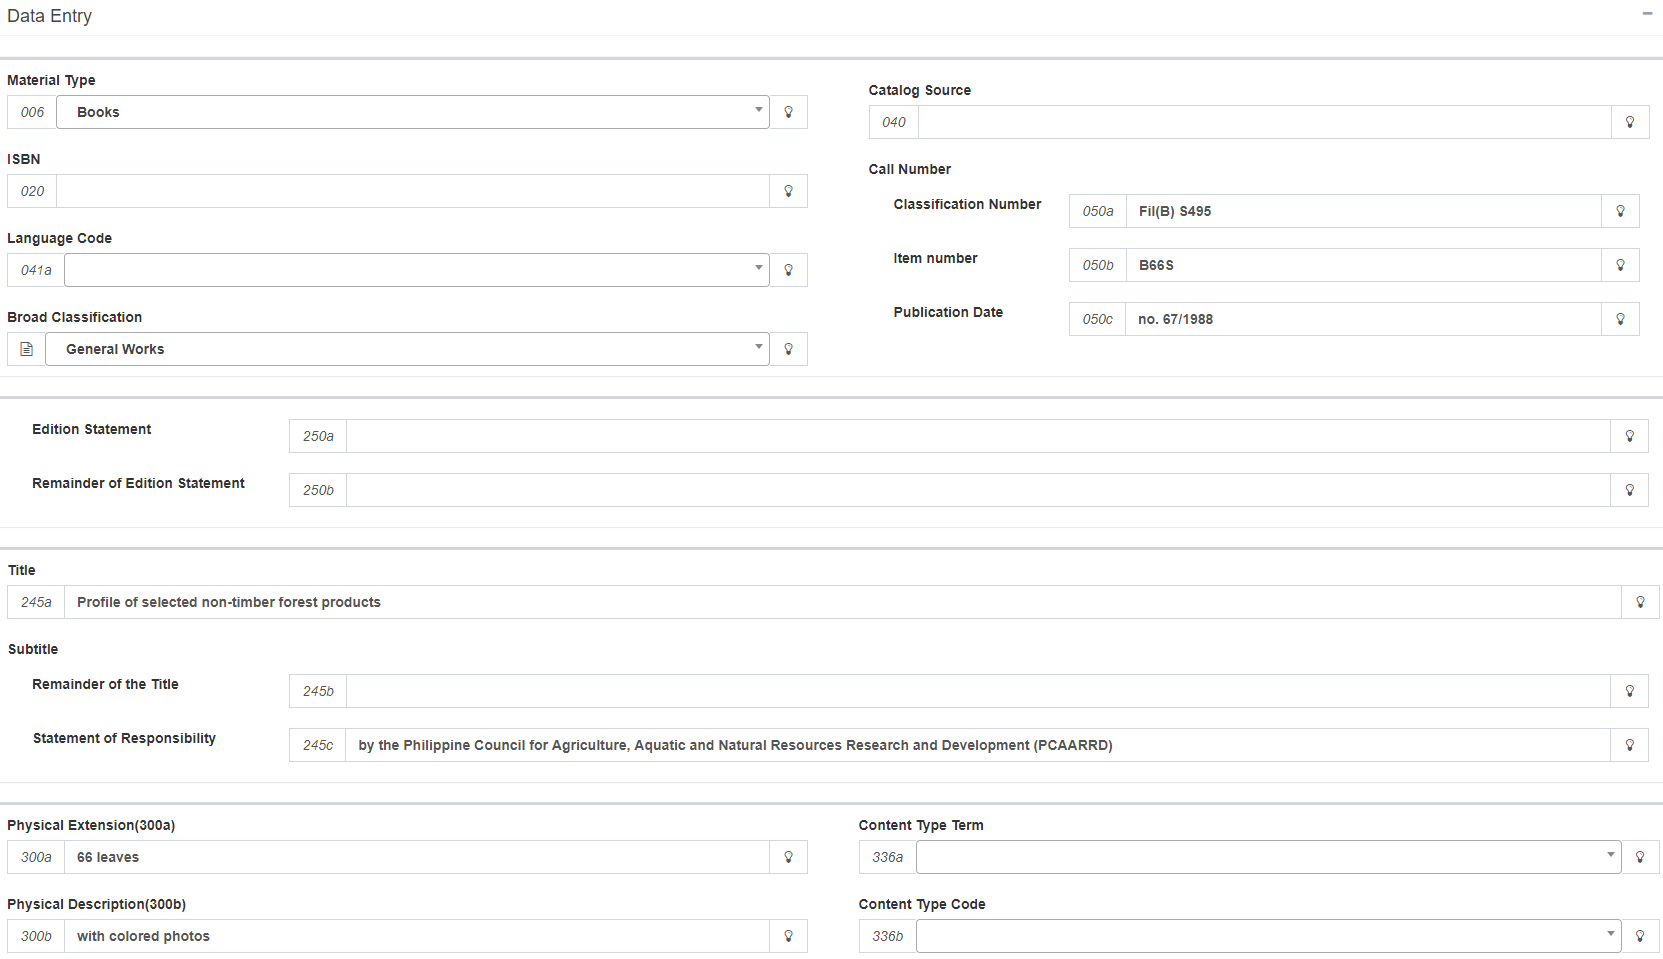 Data Entry
Material Type
006 Books
ISBN
020
Language Code
041a
Broad Classification
General Works
Catalog Source
040
Call Number
Classification Number 050a Fil(B) S495
Item number 050b B66S
Publication Date 050c no. 67/1988
Edition Statement 250a
Remainder of Edition Statement 250b
Title
245a Profile of selected non-timber forest products
Subtitle
Remainder of the Title 245b
Statement of Responsibility 245c by the Philippine Council for Agriculture, Aquatic and Natural Resources Research and Development (PCAARRD)
Physical Extension(300a)
300a 66 leaves
Physical Description(300b)
300b with colored photos
Content Type Term
336a
Content Type Code
336b